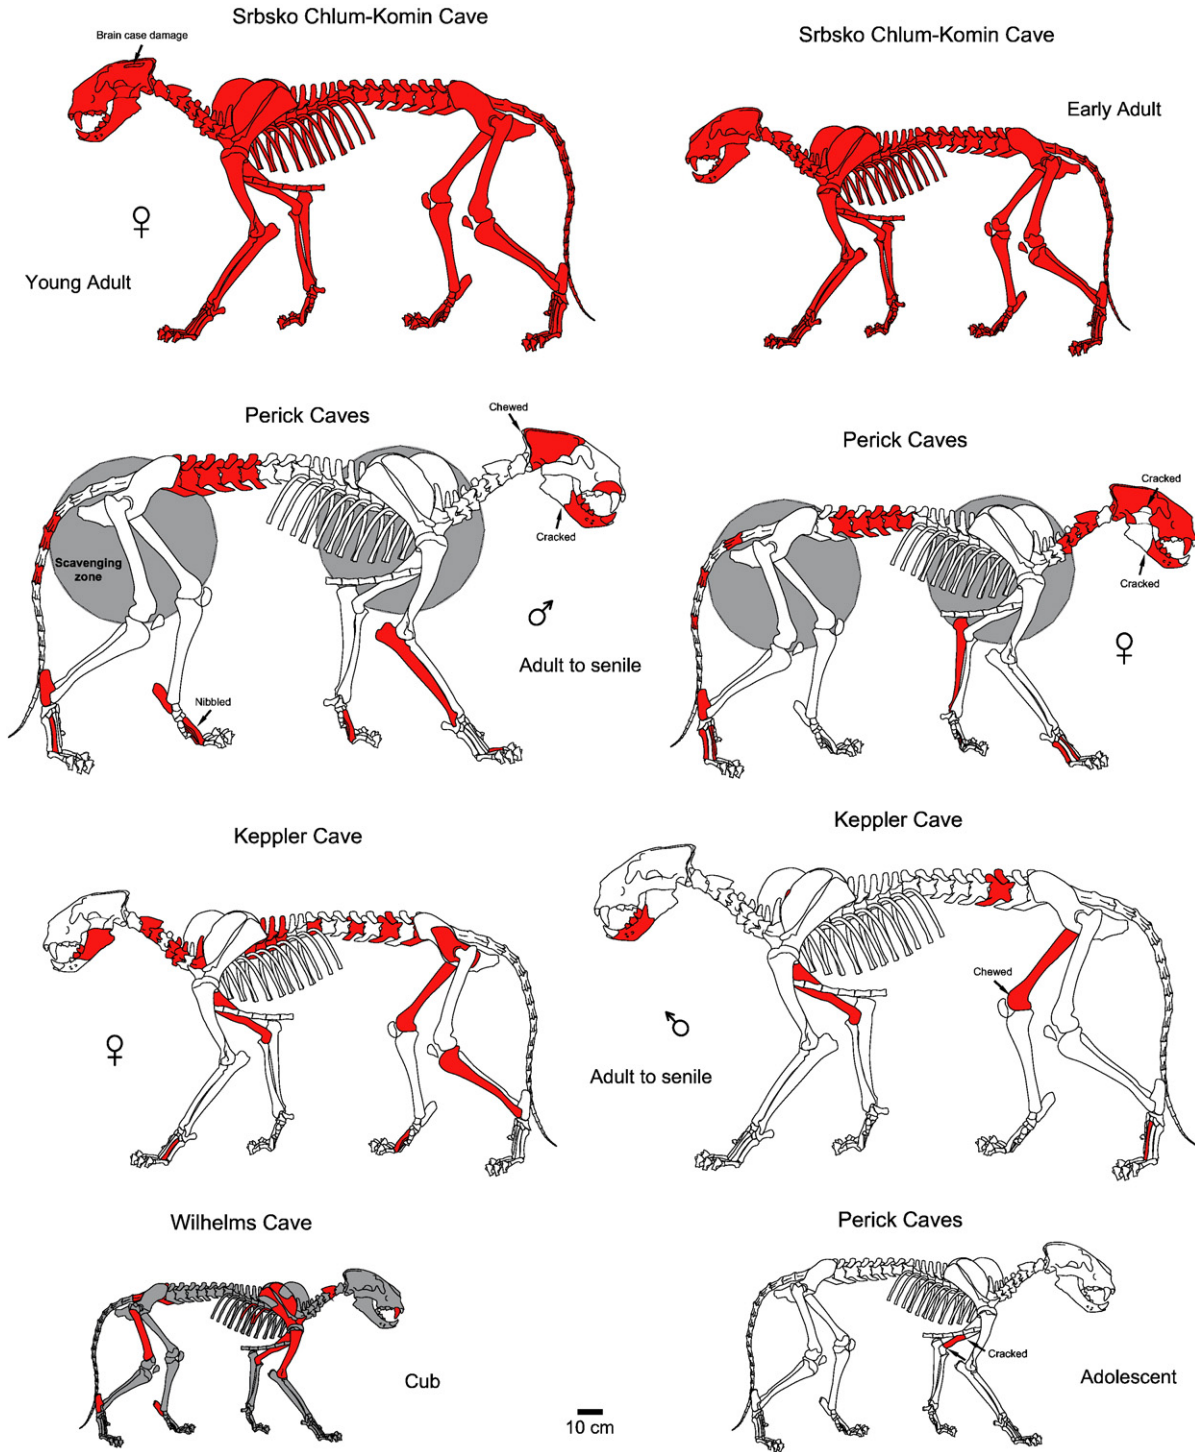 Srbsko Chlum-Komin Cave
Brain case damage
♀
Young Adult
Srbsko Chlum-Komin Cave
Early Adult
Perick Caves
Chewed
Cracked
Scavenging
zone
♂
Adult to senile
Nibbled
Perick Caves
Cracked
Cracked
♀
Keppler Cave
♀
Keppler Cave
Chewed
♂
Adult to senile
Wilhelms Cave
Cub
Perick Caves
Cracked
Adolescent
10 cm